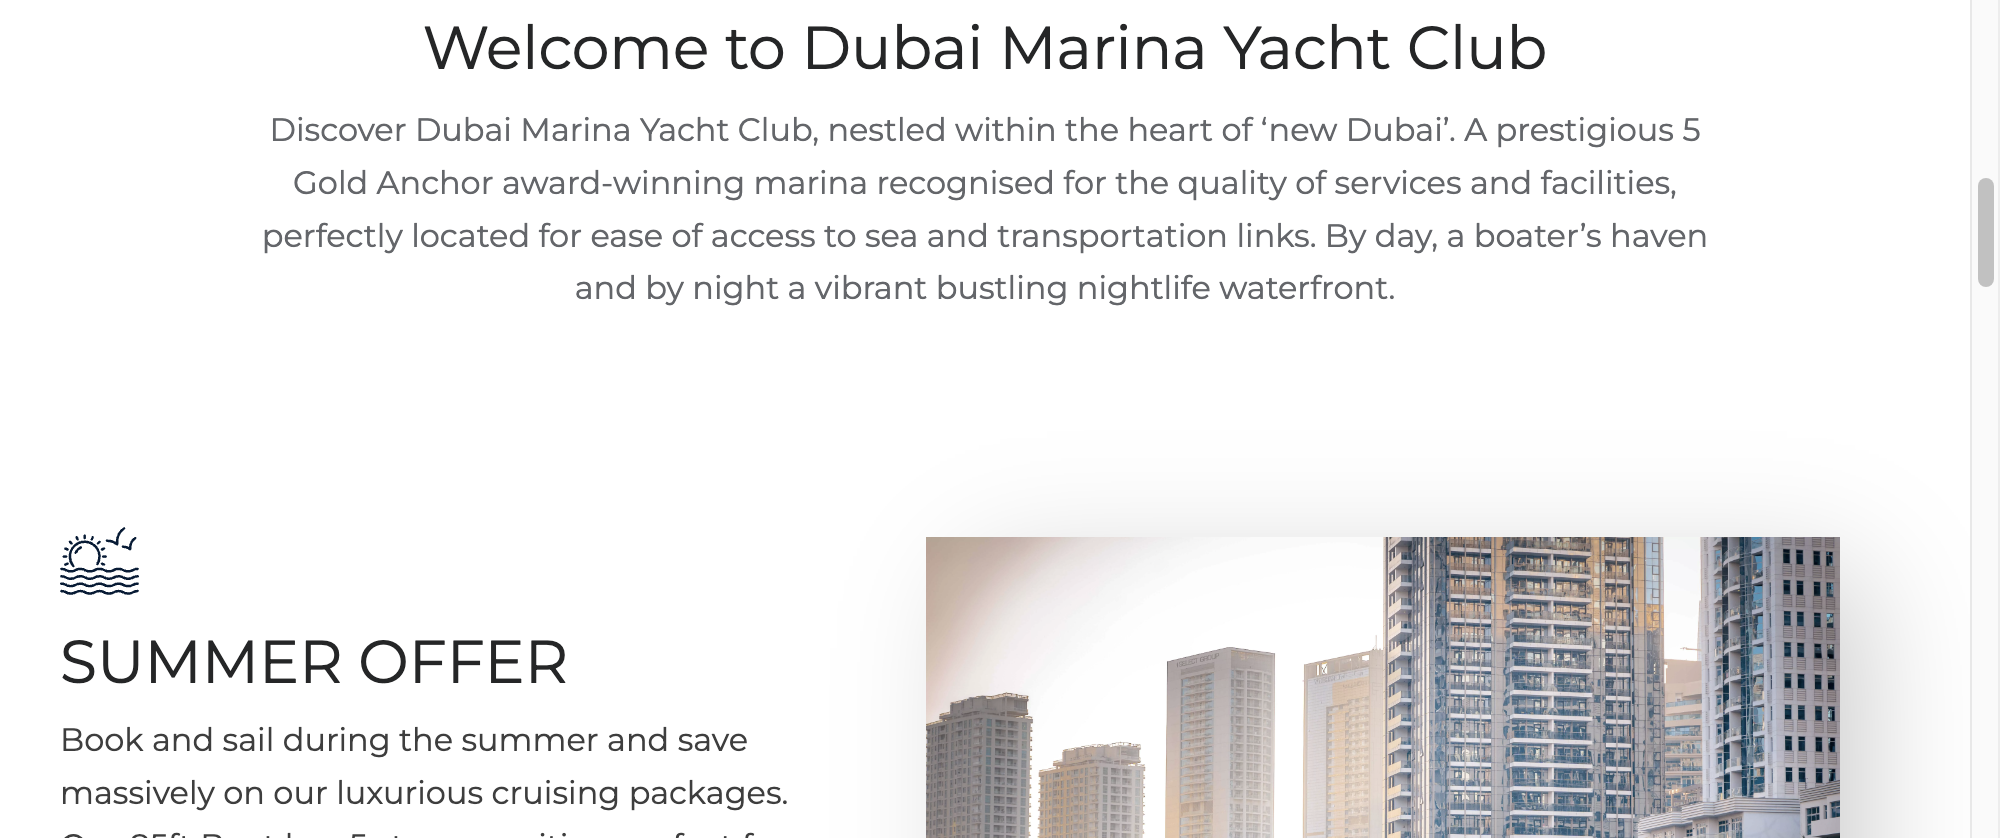 Welcome to Dubai Marina Yacht Club
Discover Dubai Marina Yacht Club, nestled within the heart of ‘new Dubai’. A prestigious 5
Gold Anchor award-winning marina recognised for the quality of services and facilities,
perfectly located for ease of access to sea and transportation links. By day, a boater’s haven
and by night a vibrant bustling nightlife waterfront.
SUMMER OFFER
Book and sail during the summer and save
massively on our luxurious cruising packages.